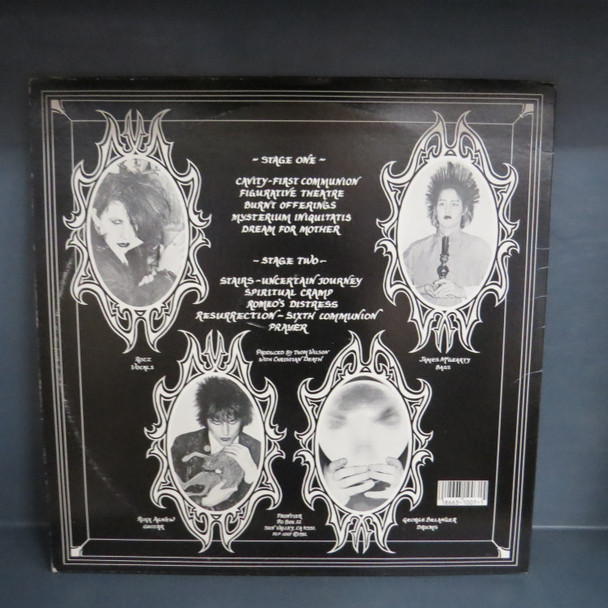 ~ STAGE ONE ~
CAVITY - FIRST COMMUNION
FIGURATIVE THEATRE
BURNT OFFERINGS
MYSTERIUM INIQUITATIS
DREAM FOR MOTHER
~ STAGE TWO ~
STAIRS - UNCERTAIN JOURNEY
SPIRITUAL CRAMP
ROMEO'S DISTRESS
RESURRECTION - SIXTH COMMUNION
PRAYER
ROZZ
VOCALS
PRODUCED BY THOM WILSON
WITH CHRISTIAN DEATH
JAMES MCGEARTY
BASS
RIKK AGNEW
GUITAR
FRONTIER
PO BOX 22
SUN VALLEY, CA 91352
GEORGE BELANGER
DRUMS